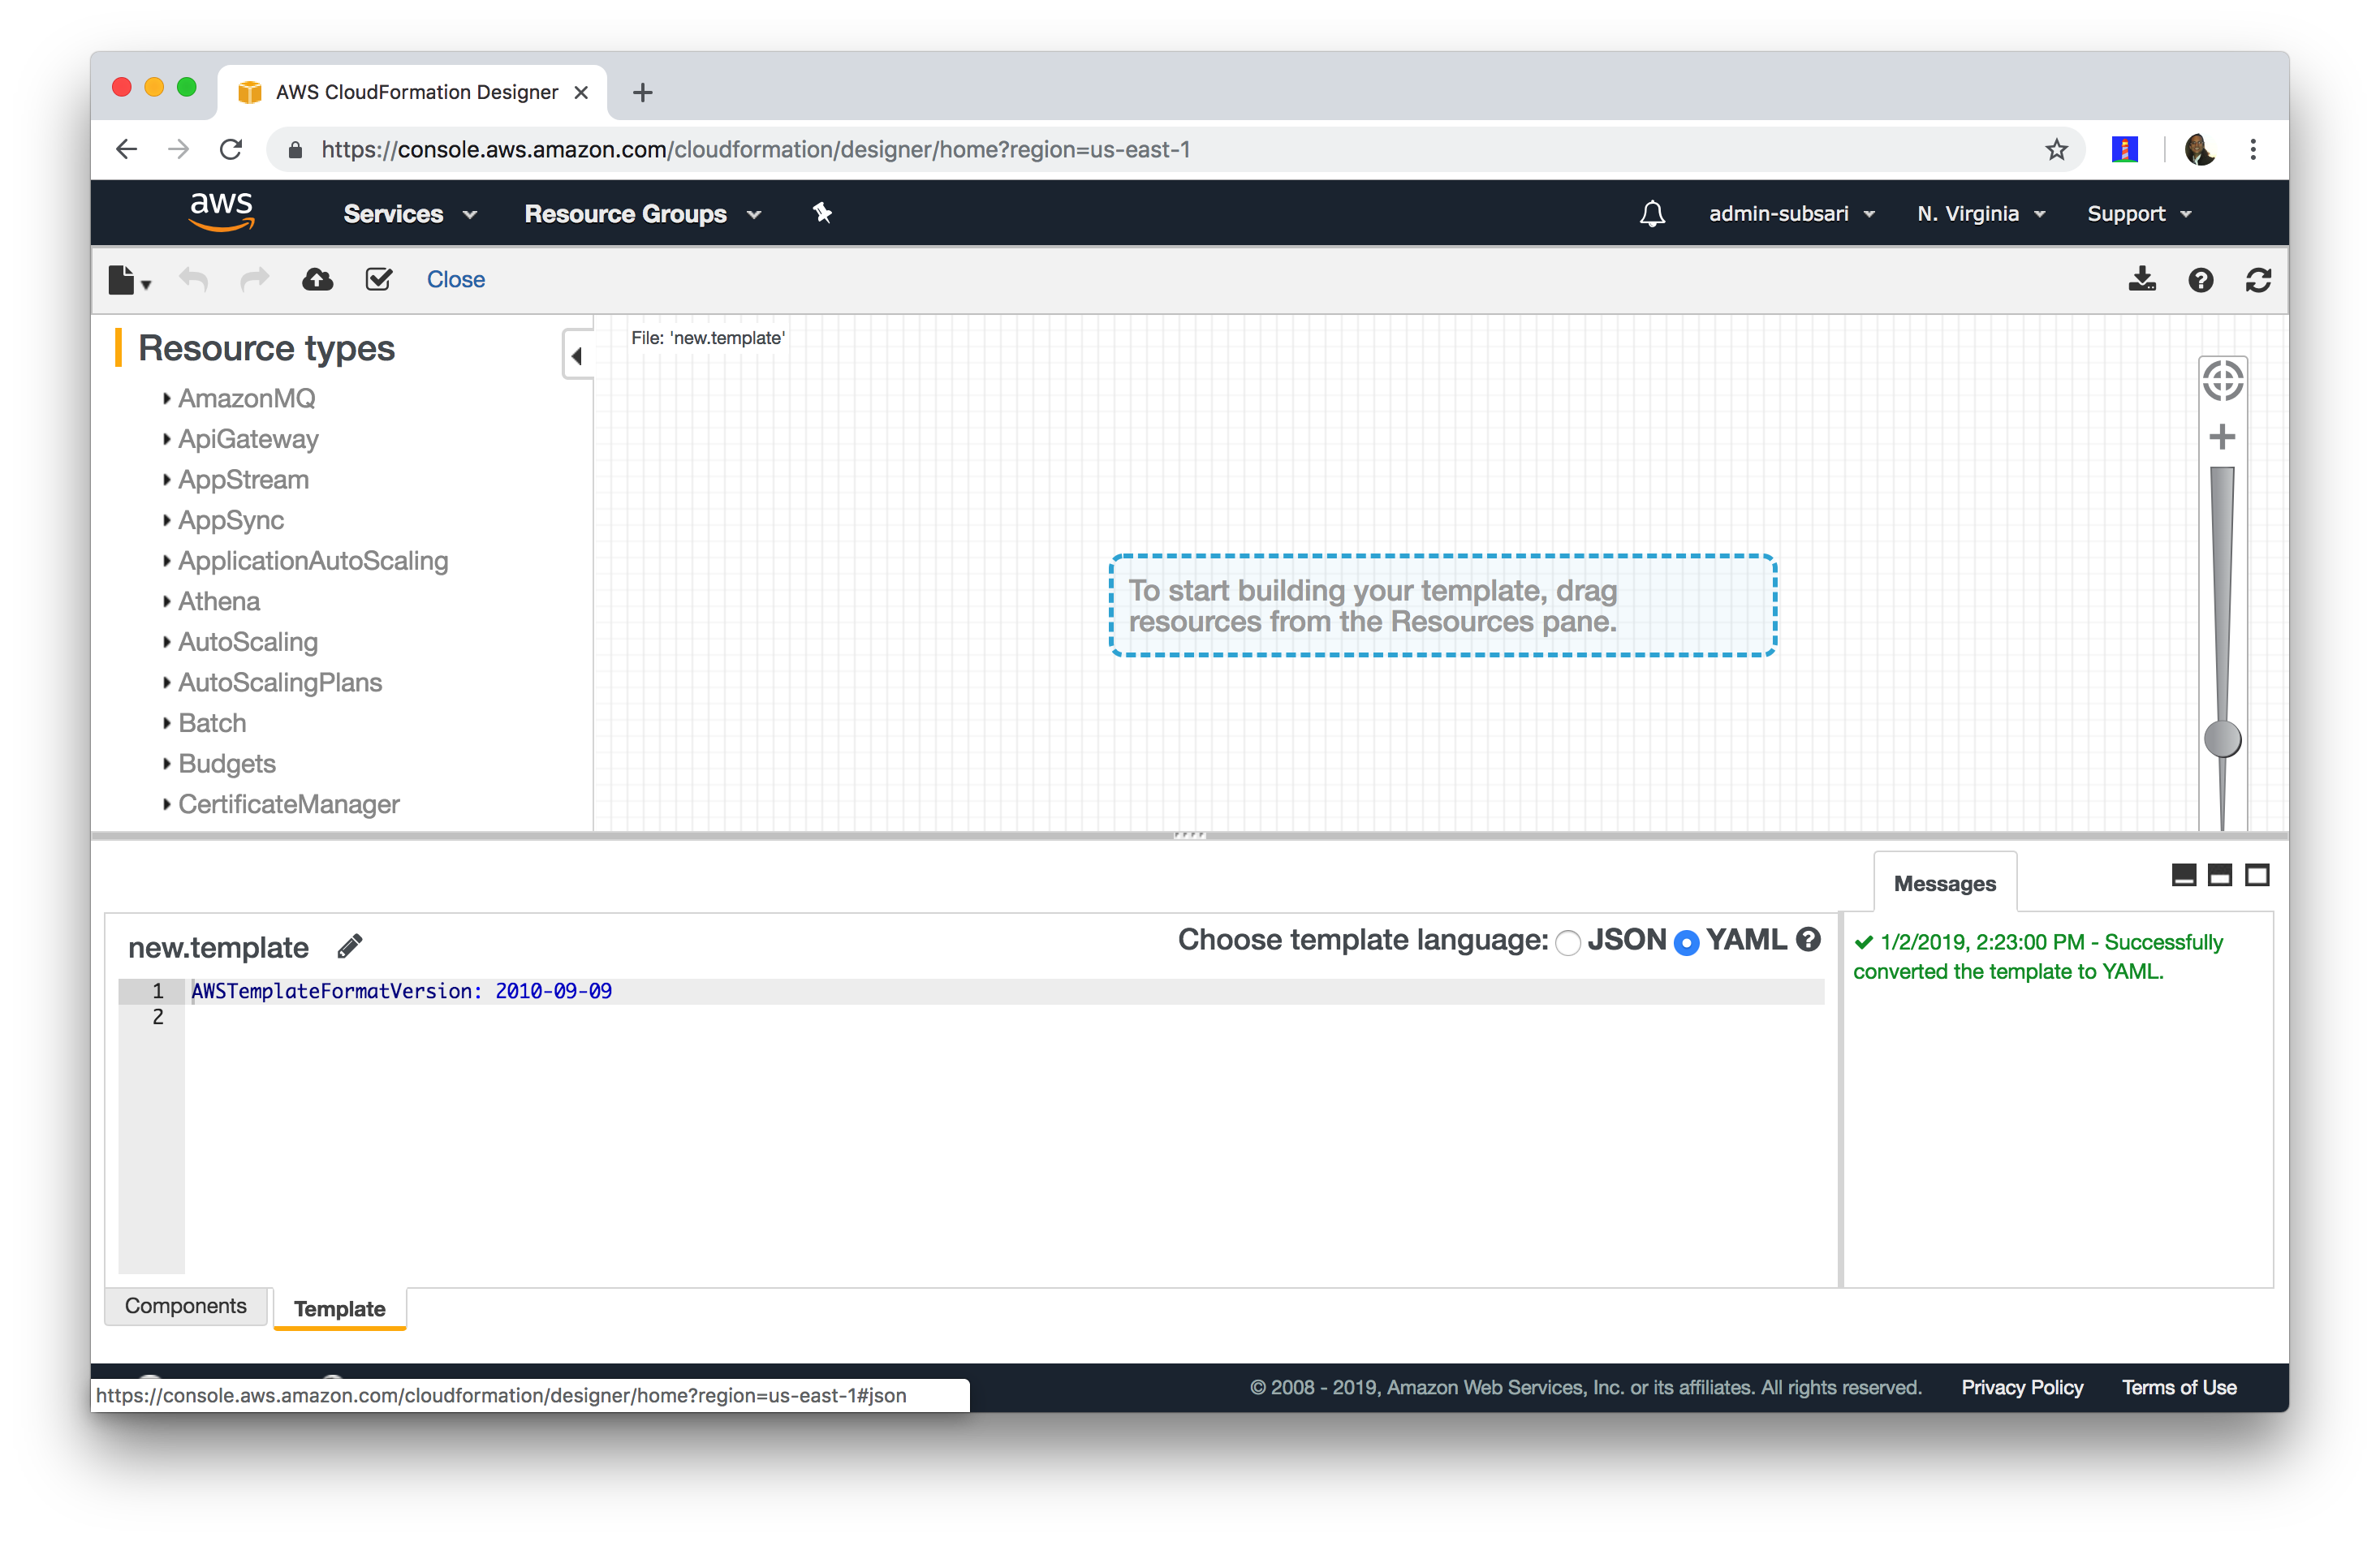 AWS CloudFormation Designer
https://console.aws.amazon.com/cloudformation/designer/home?region=us-east-1
aws
Services
Resource Groups
admin-subsari
N. Virginia
Support
Close
Resource types
AmazonMQ
ApiGateway
AppStream
AppSync
ApplicationAutoScaling
Athena
AutoScaling
AutoScalingPlans
Batch
Budgets
CertificateManager
File: 'new.template'
To start building your template, drag
resources from the Resources pane.
Messages
new.template
Choose template language: JSON YAML
1 AWSTemplateFormatVersion: 2010-09-09
2
1/2/2019, 2:23:00 PM - Successfully
converted the template to YAML.
Components
Template
https://console.aws.amazon.com/cloudformation/designer/home?region=us-east-1#json
© 2008 - 2019, Amazon Web Services, Inc. or its affiliates. All rights reserved.
Privacy Policy
Terms of Use